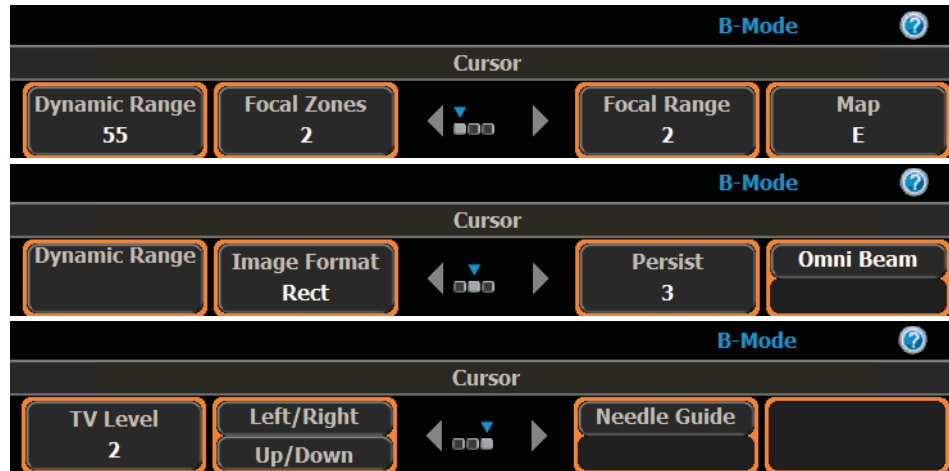 B-Mode ?
Cursor
Dynamic Range Focal Zones Focal Range Map
55 2 2 E
B-Mode ?
Cursor
Dynamic Range Image Format Persist Omni Beam
Rect 3
B-Mode ?
Cursor
TV Level Left/Right Needle Guide
2 Up/Down